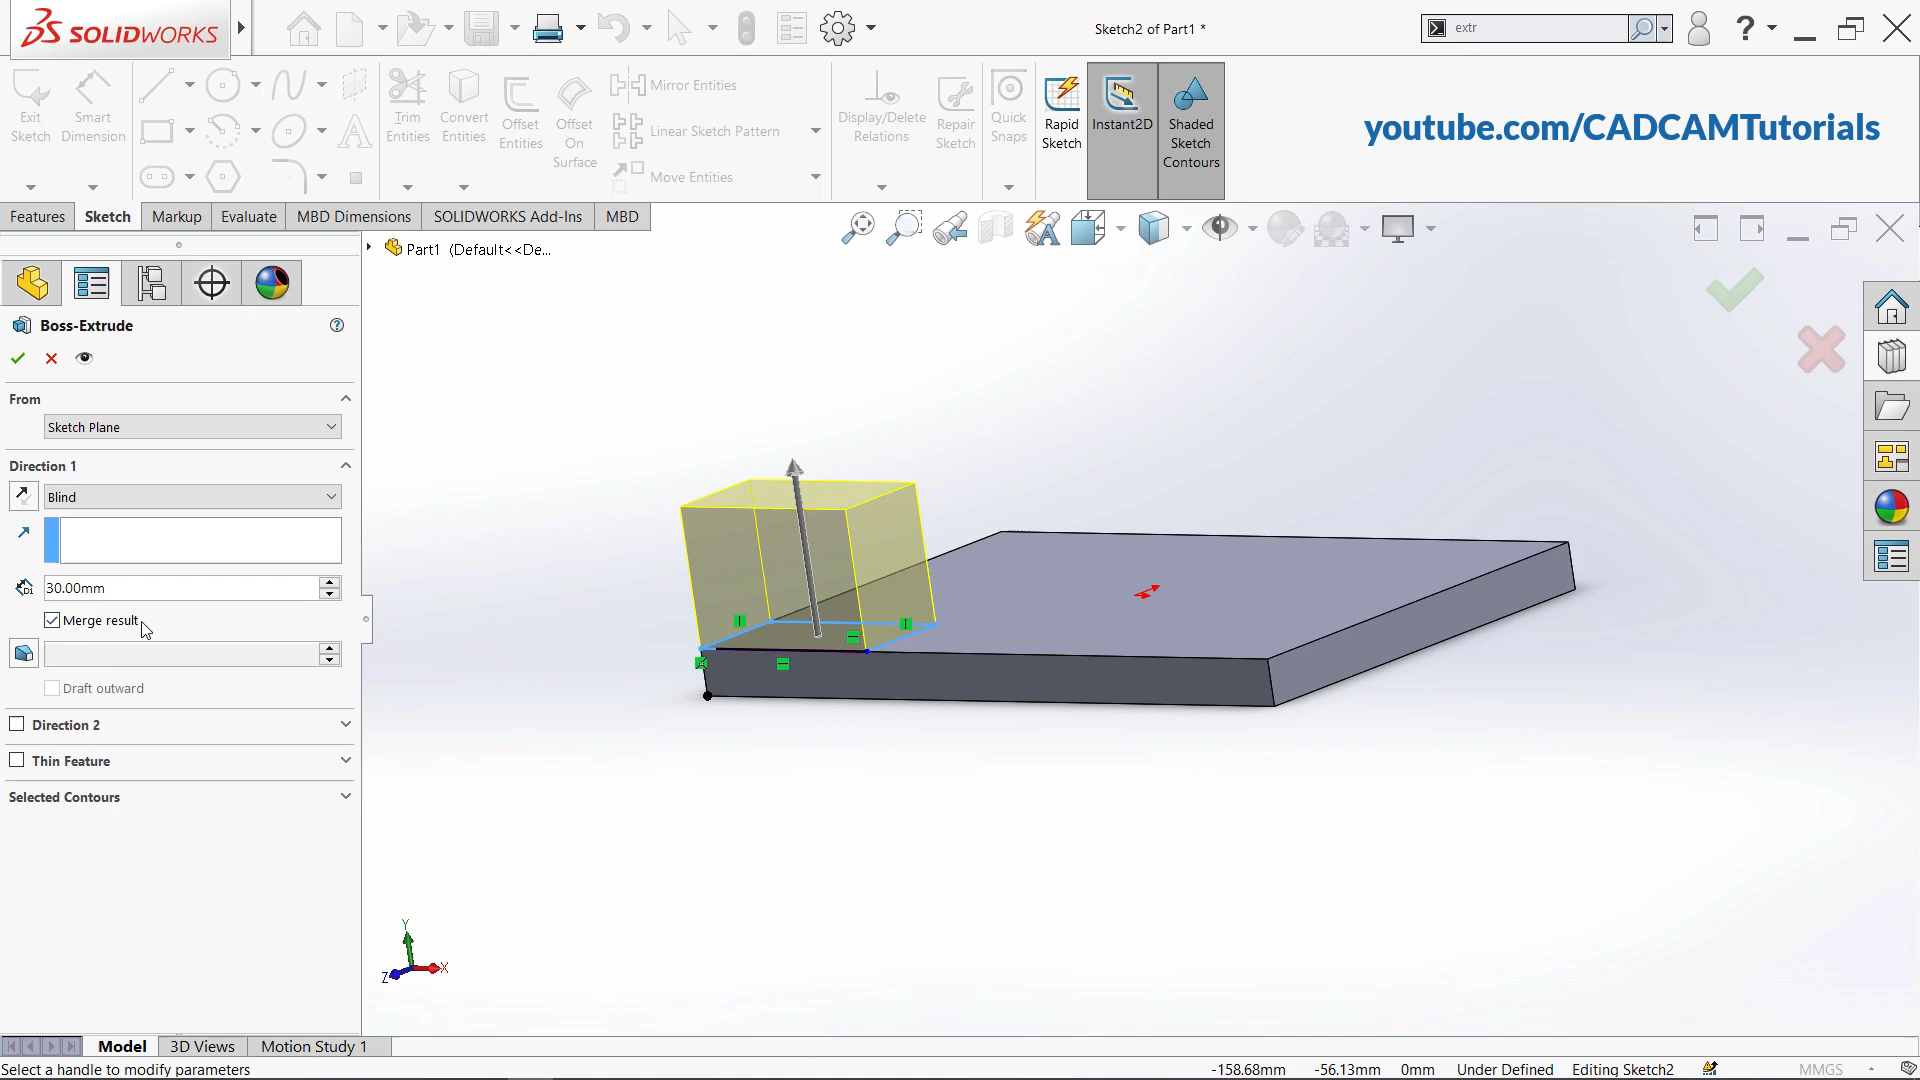 SOLIDWORKS
Sketch2 of Part1 *
extr
?
Exit Sketch
Smart Dimension
Trim Entities
Convert Entities
Offset Entities
Offset On Surface
Mirror Entities
Linear Sketch Pattern
Move Entities
Display/Delete Relations
Repair Sketch
Quick Snaps
Rapid Sketch
Instant2D
Shaded Sketch Contours
youtube.com/CADCAMTutorials
Features
Sketch
Markup
Evaluate
MBD Dimensions
SOLIDWORKS Add-Ins
MBD
Part1 (Default<<De...
Boss-Extrude
From
Sketch Plane
Direction 1
Blind
D1
30.00mm
Merge result
Draft outward
Direction 2
Thin Feature
Selected Contours
Y
X
Z
Model
3D Views
Motion Study 1
Select a handle to modify parameters
-158.68mm
-56.13mm
0mm
Under Defined
Editing Sketch2
MMGS